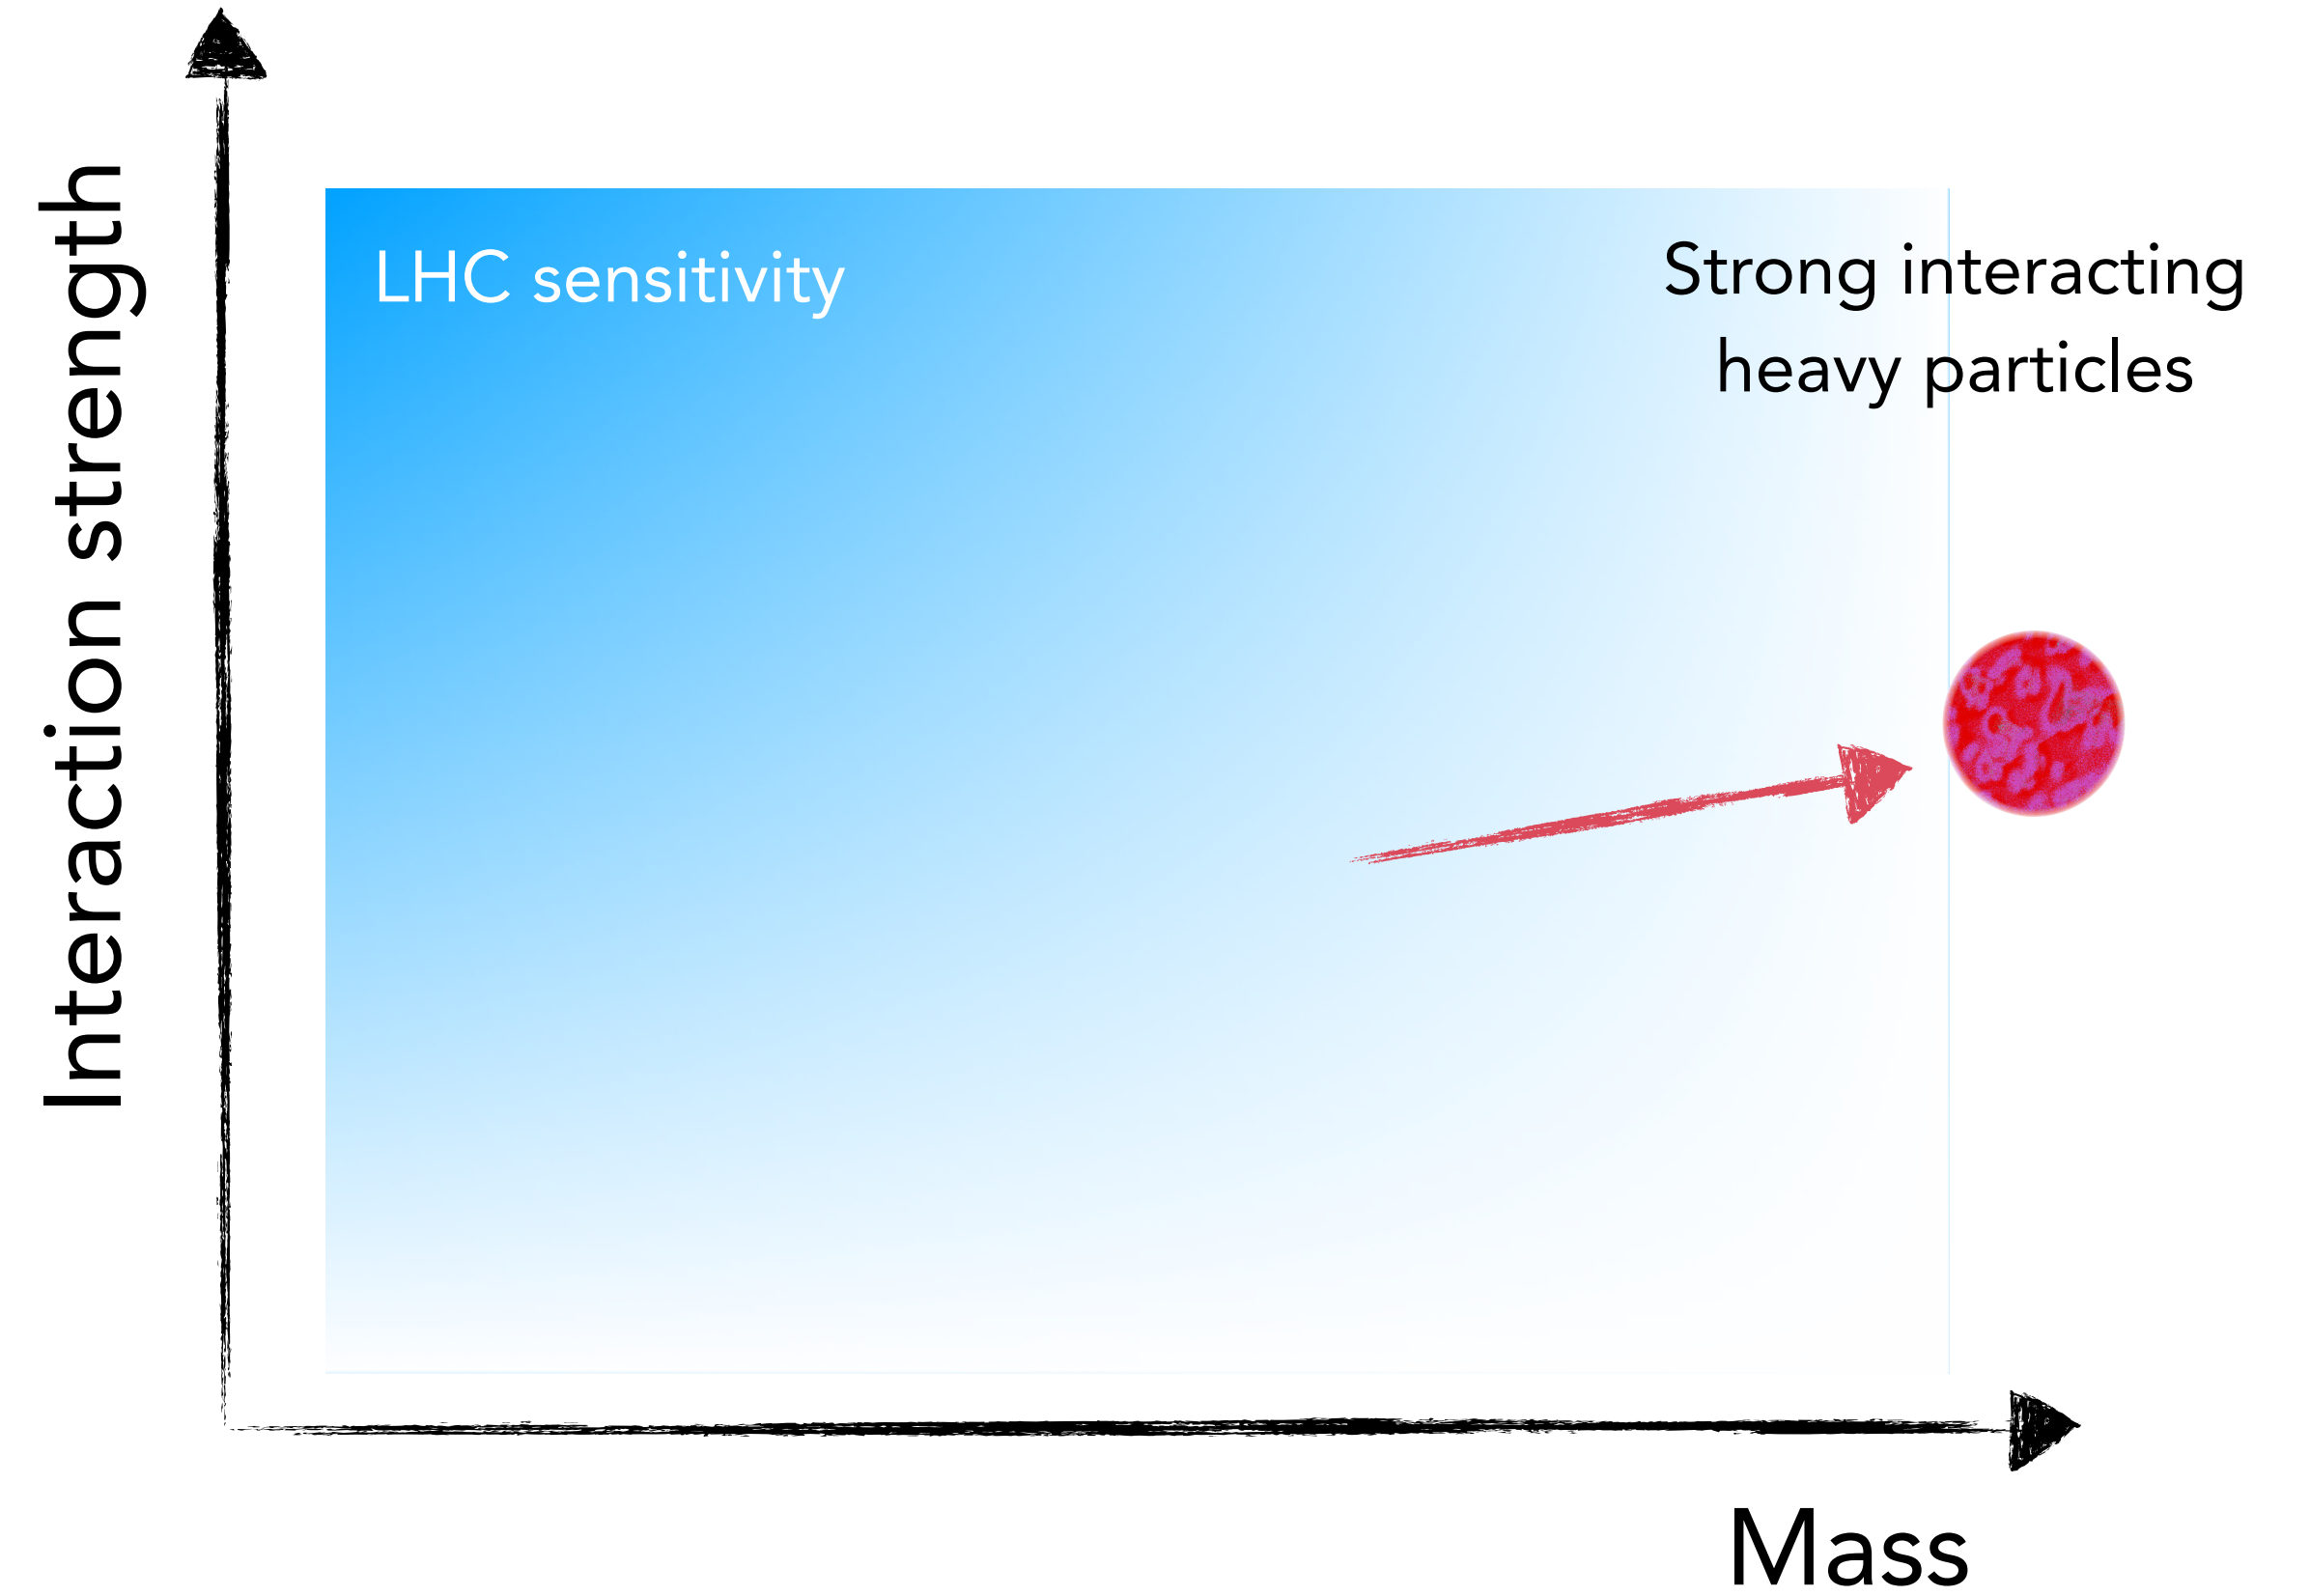 Interaction strength
LHC sensitivity
Strong interacting
heavy particles
Mass